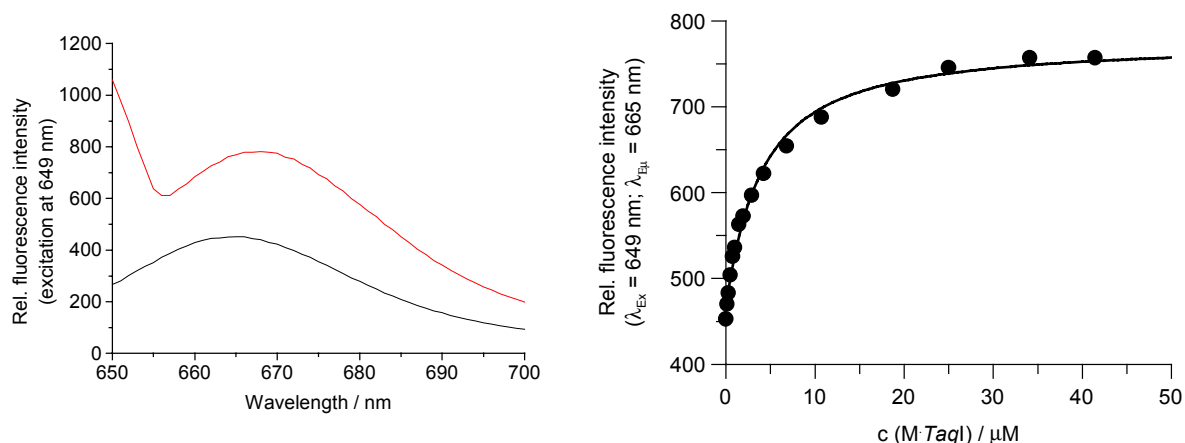 Rel. fluorescence intensity
(excitation at 649 nm)
1200
1000
800
600
400
200
0
650 660 670 680 690 700
Wavelength / nm
Rel. fluorescence intensity
(λEx = 649 nm; λEμ = 665 nm)
800
700
600
500
400
0 10 20 30 40 50
c (M·TaqI) / μM